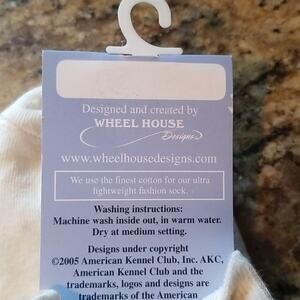 Designed and created by
WHEEL HOUSE
Designs
www.wheelhousedesigns.com
We use the finest cotton for our ultra
lightweight fashion sock.
Washing instructions:
Machine wash inside out, in warm water.
Dry at medium setting.
Designs under copyright
©2005 American Kennel Club, Inc. AKC,
American Kennel Club and the
trademarks, logos and designs are
trademarks of the American